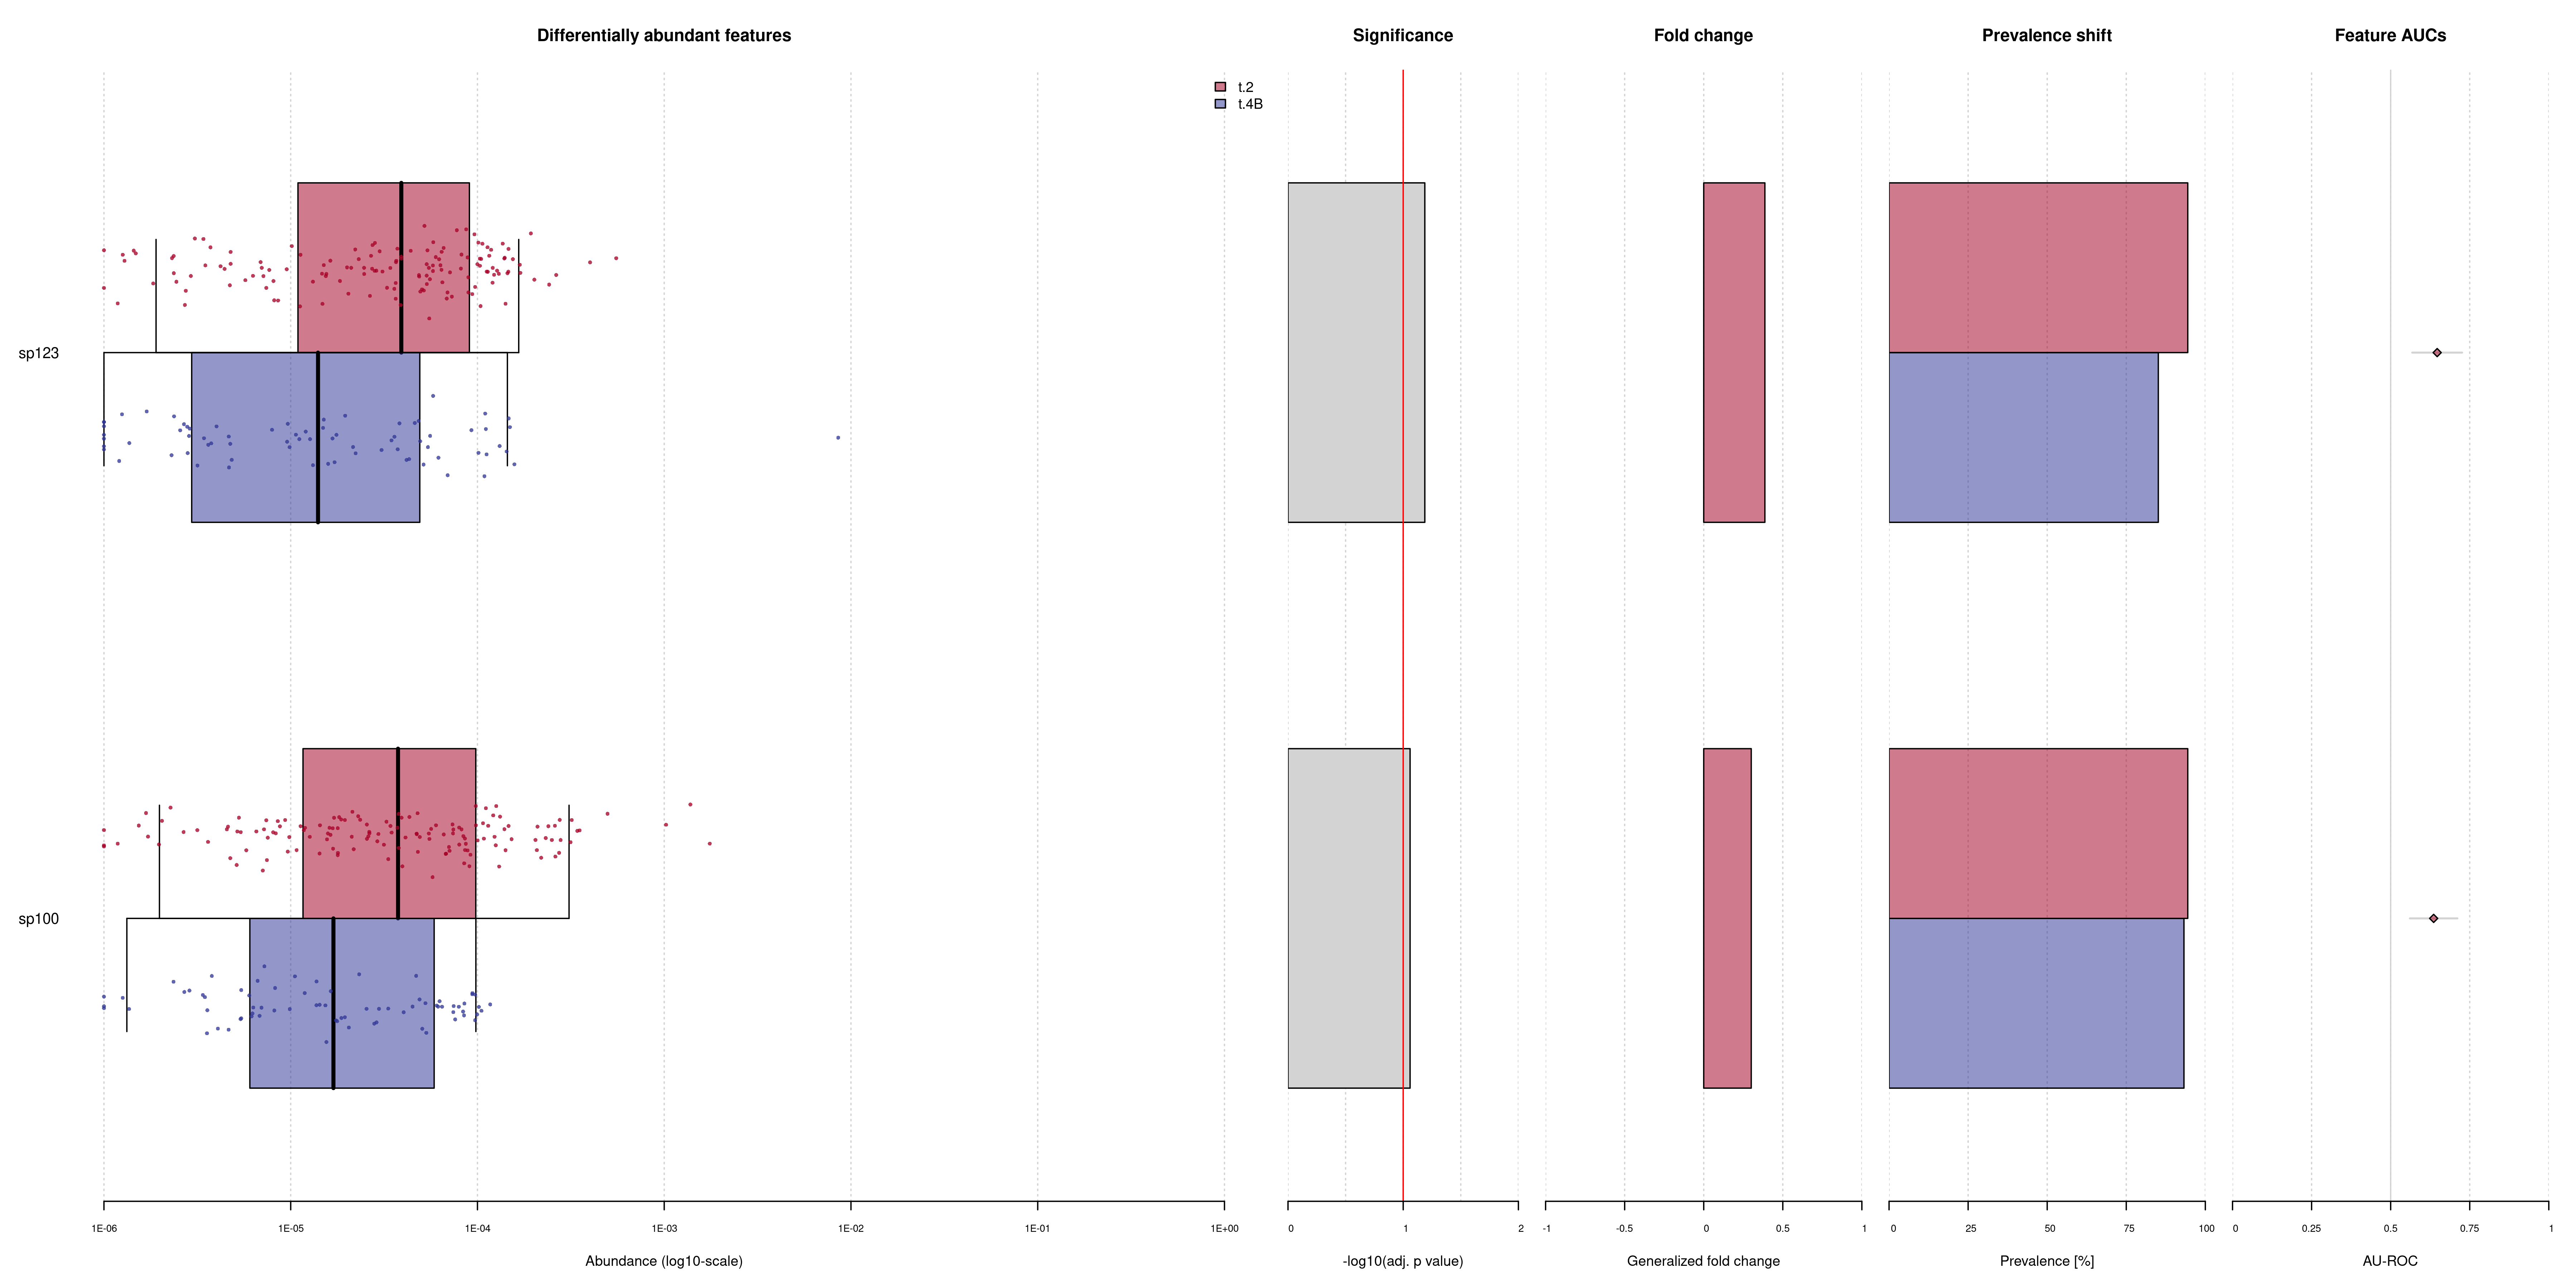 Differentially abundant features
Significance
Fold change
Prevalence shift
Feature AUCs
t.2
t.4B
sp123
sp100
1E-06 1E-05 1E-04 1E-03 1E-02 1E-01 1E+00
0 1 2
-1 -0.5 0 0.5 1
0 25 50 75 100
0 0.25 0.5 0.75 1
Abundance (log10-scale)
-log10(adj. p value)
Generalized fold change
Prevalence [%]
AU-ROC